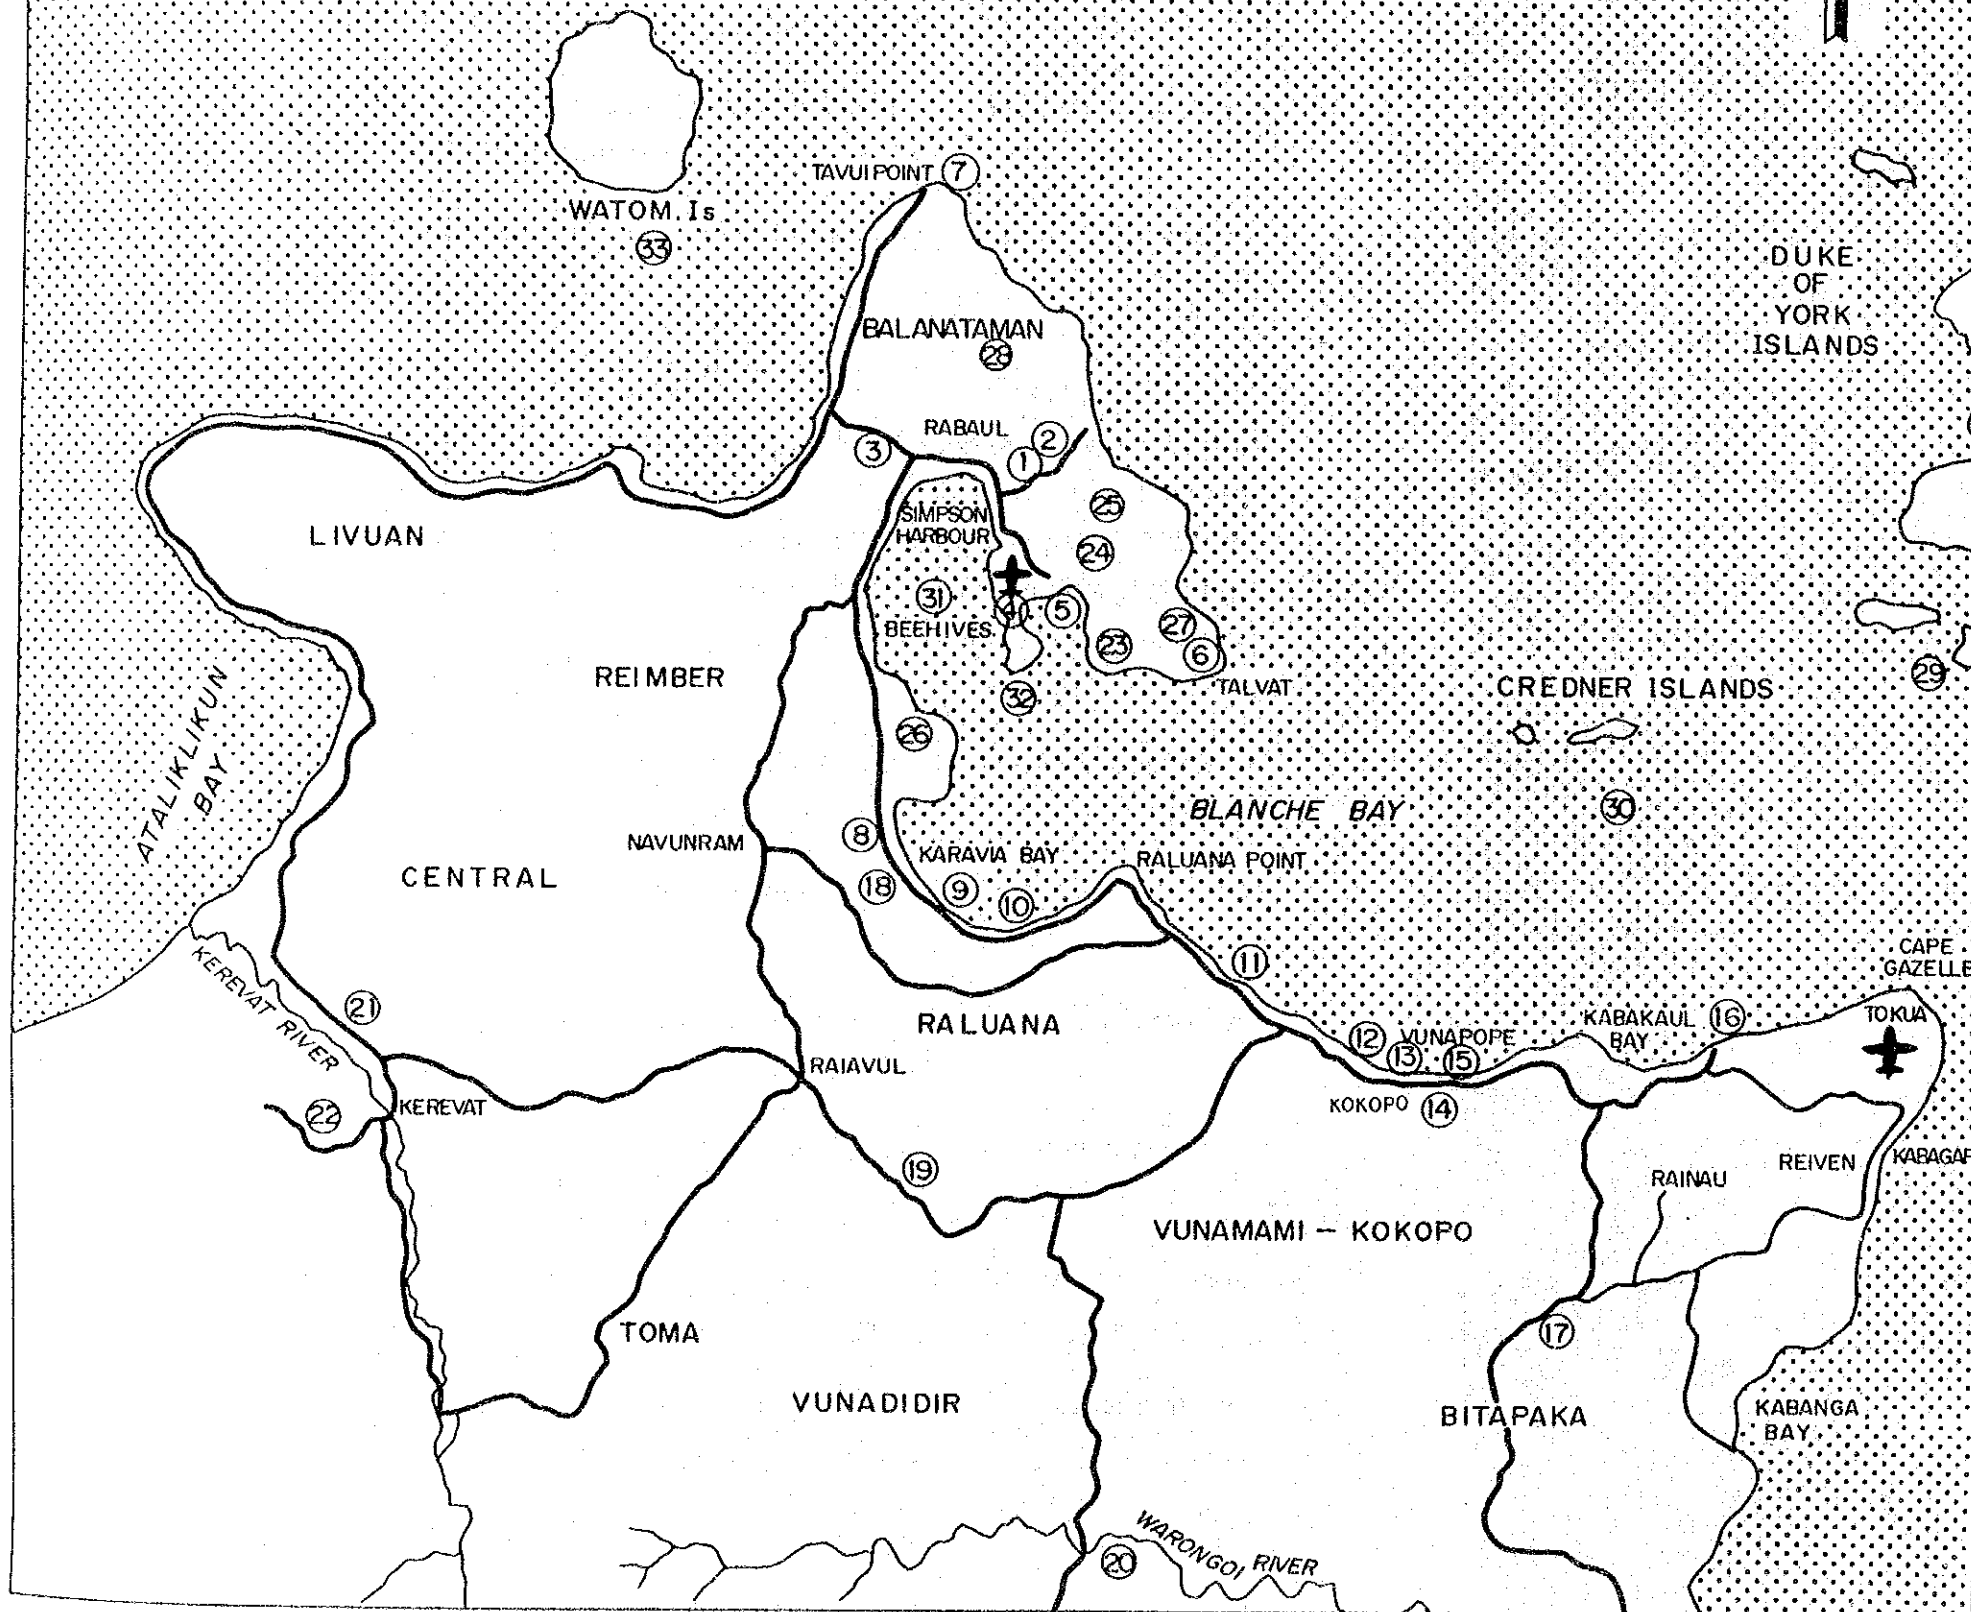 TAVUI POINT 7
WATOM. Is
33
DUKE
OF
YORK
ISLANDS
BALANATAMAN
28
RABAUL
2
3
1
SIMPSON
HARBOUR
25
LIVUAN
24
31
4
5
BEEHIVES
27
23
6
29
REIMBER
TALVAT
CREDNER ISLANDS
32
26
ATALIKLIKUN
BAY
BLANCHE BAY
30
8
NAVUNRAM
KARAVIA BAY
RALUANA POINT
CENTRAL
18
9
10
CAPE
GAZELLE
11
KEREVAT RIVER
21
RALUANA
KABAKAUL
BAY
16
TOKUA
12
VUNAPOPE
13
15
RAIAVUL
22
KEREVAT
KOKOPO 14
19
REIVEN
KABAGAR
RAINAU
VUNAMAMI – KOKOPO
TOMA
17
VUNADIDIR
BITAPAKA
KABANGA
BAY
WARONGOI RIVER
20